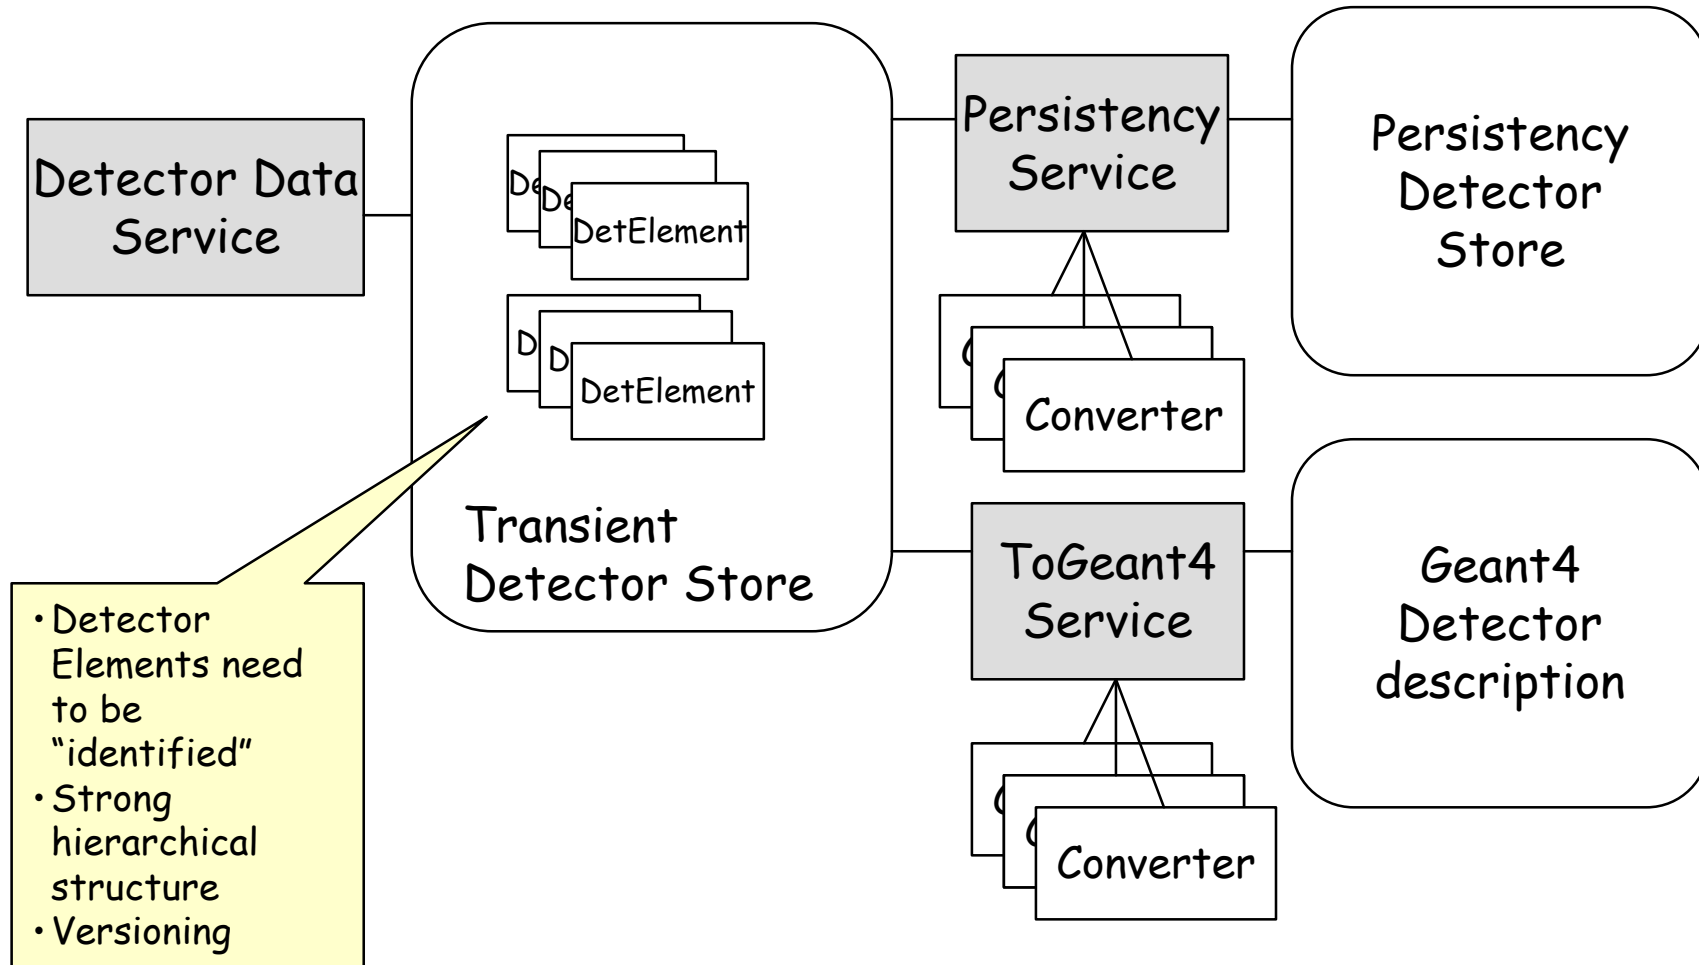 Detector Data
Service
DetElement
DetElement
Transient
Detector Store
Persistency
Service
Converter
Persistency
Detector
Store
ToGeant4
Service
Converter
Geant4
Detector
description
• Detector
Elements need
to be
“identified”
• Strong
hierarchical
structure
• Versioning